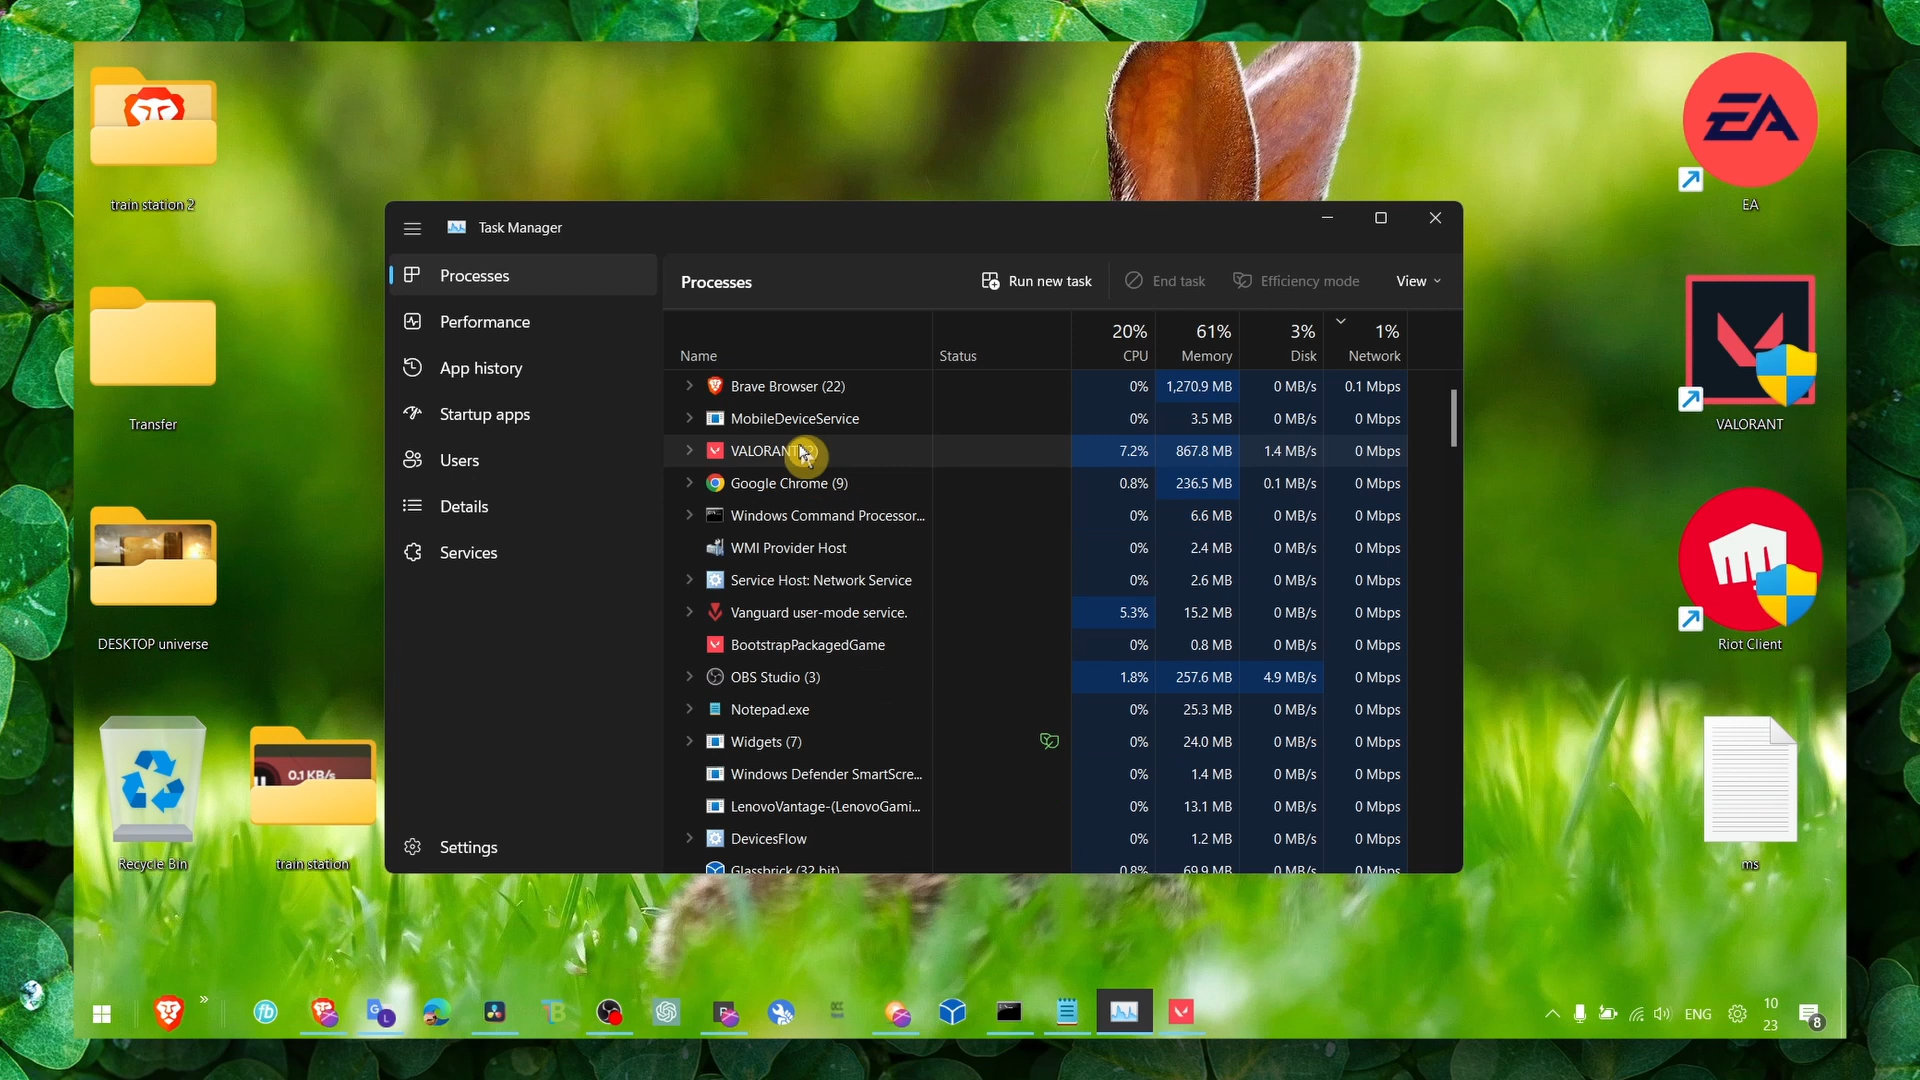 train station 2
Transfer
DESKTOP universe
Recycle Bin
0.1 KB/s
train station
EA
EA
VALORANT
Riot Client
ms
Task Manager
Processes
Performance
App history
Startup apps
Users
Details
Services
Settings
Processes
Run new task
End task
Efficiency mode
View
20% 61% 3% 1%
Name Status CPU Memory Disk Network
Brave Browser (22) 0% 1,270.9 MB 0 MB/s 0.1 Mbps
MobileDeviceService 0% 3.5 MB 0 MB/s 0 Mbps
VALORANT 7.2% 867.8 MB 1.4 MB/s 0 Mbps
Google Chrome (9) 0.8% 236.5 MB 0.1 MB/s 0 Mbps
Windows Command Processor... 0% 6.6 MB 0 MB/s 0 Mbps
WMI Provider Host 0% 2.4 MB 0 MB/s 0 Mbps
Service Host: Network Service 0% 2.6 MB 0 MB/s 0 Mbps
Vanguard user-mode service. 5.3% 15.2 MB 0 MB/s 0 Mbps
BootstrapPackagedGame 0% 0.8 MB 0 MB/s 0 Mbps
OBS Studio (3) 1.8% 257.6 MB 4.9 MB/s 0 Mbps
Notepad.exe 0% 25.3 MB 0 MB/s 0 Mbps
Widgets (7) 0% 24.0 MB 0 MB/s 0 Mbps
Windows Defender SmartScre... 0% 1.4 MB 0 MB/s 0 Mbps
LenovoVantage-(LenovoGami... 0% 13.1 MB 0 MB/s 0 Mbps
DevicesFlow 0% 1.2 MB 0 MB/s 0 Mbps
Glassbrick (32 bit) 0.8% 69.9 MB 0 MB/s 0 Mbps
ENG
10
23
8